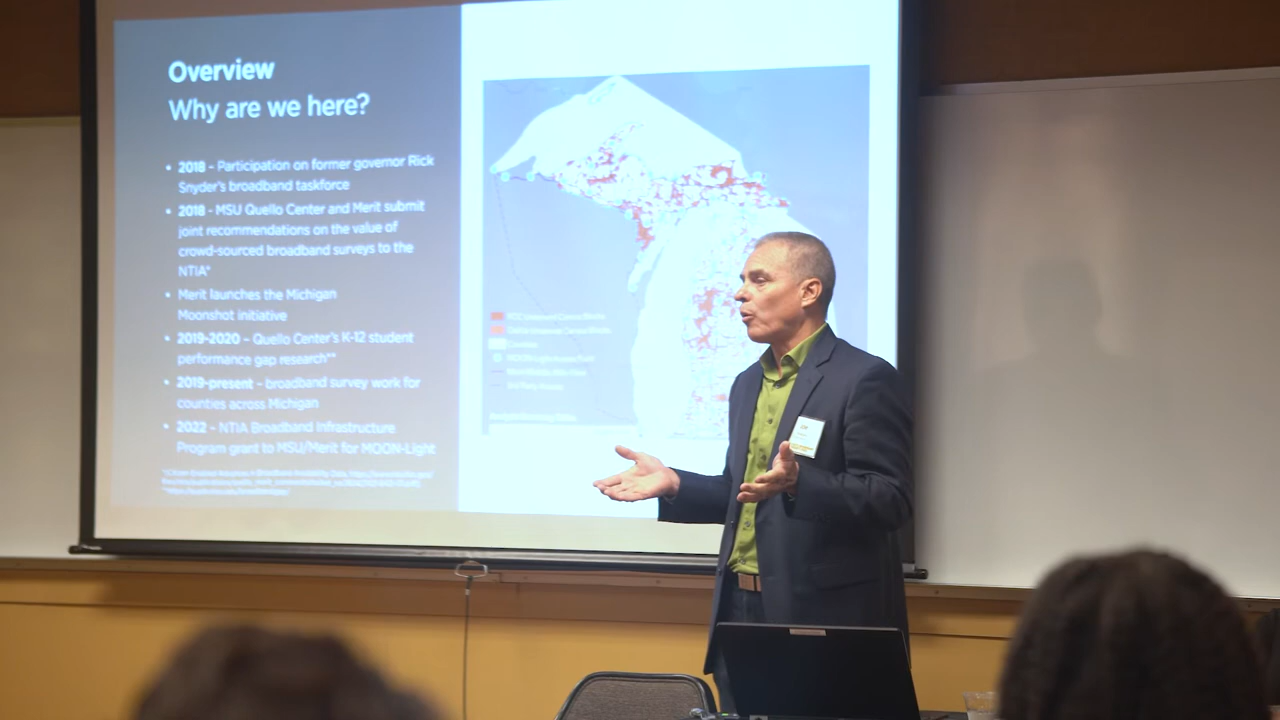 Overview
Why are we here?
• 2018 – Participation on former governor Rick
Snyder's broadband taskforce
• 2018 - MSU Quello Center and Merit submit
joint recommendations on the value of
crowd-sourced broadband surveys to the
NTIA*
• Merit launches the Michigan
Moonshot initiative
• 2019-2020 – Quello Center's K-12 student
performance gap research**
• 2019-present – broadband survey work for
counties across Michigan
• 2022 – NTIA Broadband Infrastructure
Program grant to MSU/Merit for MOON-Light
Counties